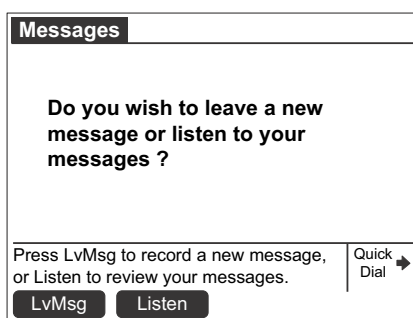 Messages
Do you wish to leave a new
message or listen to your
messages ?
Press LvMsg to record a new message,
or Listen to review your messages.
Quick
Dial
LvMsg
Listen